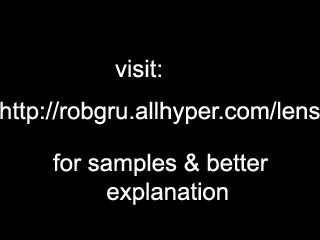 visit:
http://robgru.allhyper.com/lens
for samples & better
explanation